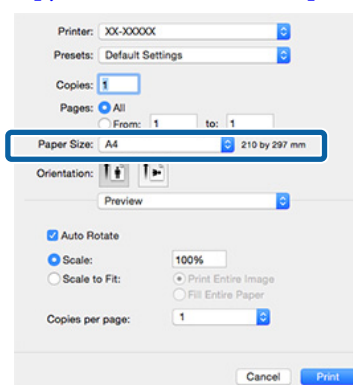 Printer: XX-XXXXX
Presets: Default Settings
Copies: 1
Pages: All
From: 1 to: 1
Paper Size: A4 210 by 297 mm
Orientation:
Preview
Auto Rotate
Scale: 100%
Scale to Fit: Print Entire Image
Fill Entire Paper
Copies per page: 1
Cancel Print